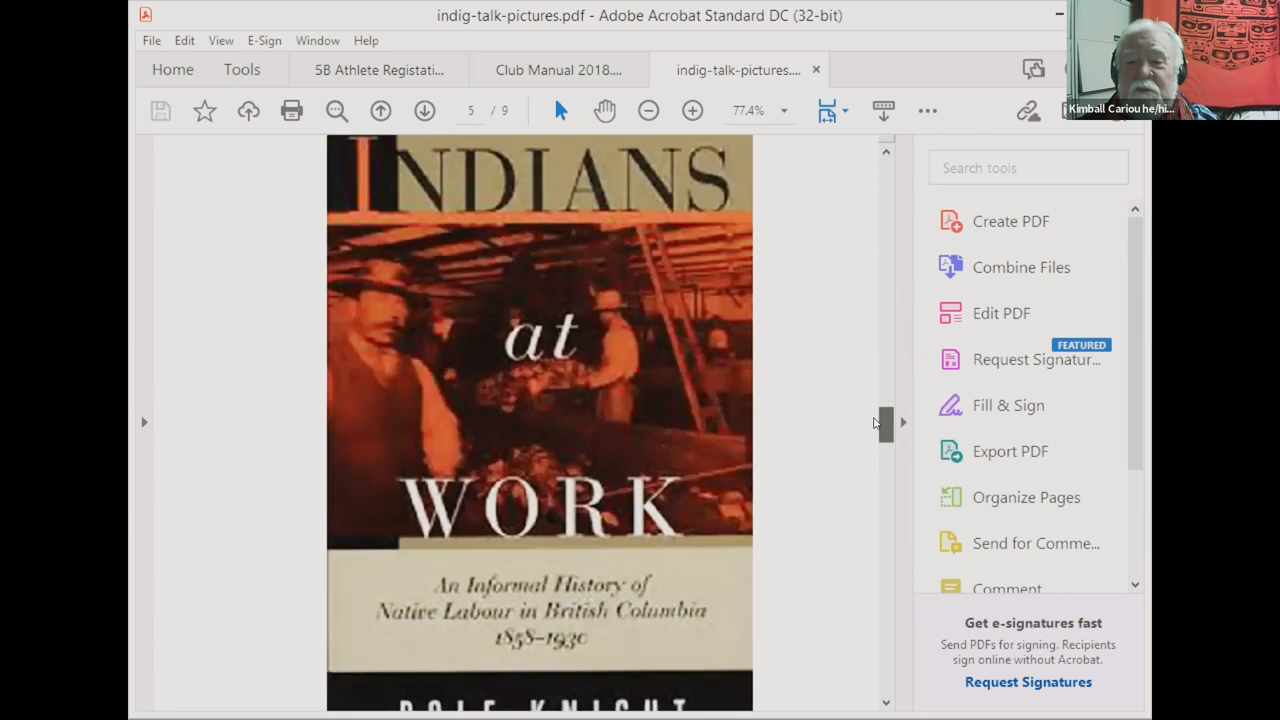 indig-talk-pictures.pdf - Adobe Acrobat Standard DC (32-bit)
File Edit View E-Sign Window Help
Home Tools 5B Athlete Registati... Club Manual 2018.... indig-talk-pictures....
5 / 9 77.4%
Kimball Cariou he/hi...
INDIANS
at
WORK
An Informal History of
Native Labour in British Columbia
1858–1930
ROLF KNIGHT
Search tools
Create PDF
Combine Files
Edit PDF
FEATURED
Request Signatur...
Fill & Sign
Export PDF
Organize Pages
Send for Comme...
Comment
Get e-signatures fast
Send PDFs for signing. Recipients
sign online without Acrobat.
Request Signatures